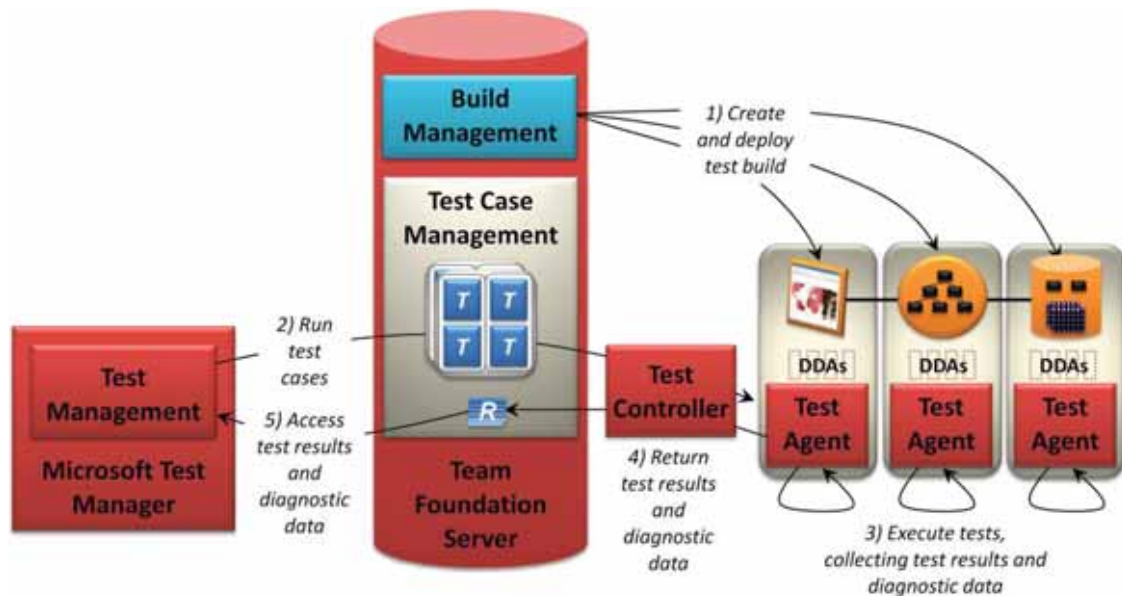 Build
Management
Test Case
Management
T T
T T
R
Team
Foundation
Server
1) Create
and deploy
test build
2) Run
test
cases
Test
Management
Microsoft Test
Manager
5) Access
test results
and
diagnostic
data
Test
Controller
4) Return
test results
and
diagnostic
data
DDAs
DDAs
DDAs
Test
Agent
Test
Agent
Test
Agent
3) Execute tests,
collecting test results and
diagnostic data